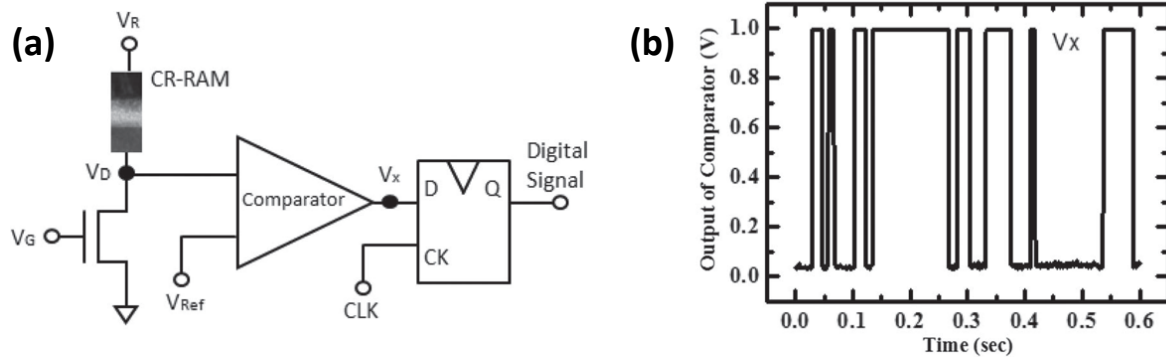 (a)
VR
CR-RAM
VD
VG
VRef
Comparator
Vx
D
Q
CK
CLK
Digital
Signal
(b)
Output of Comparator (V)
1.0
0.8
0.6
0.4
0.2
0.0
Vx
0.0 0.1 0.2 0.3 0.4 0.5 0.6
Time (sec)